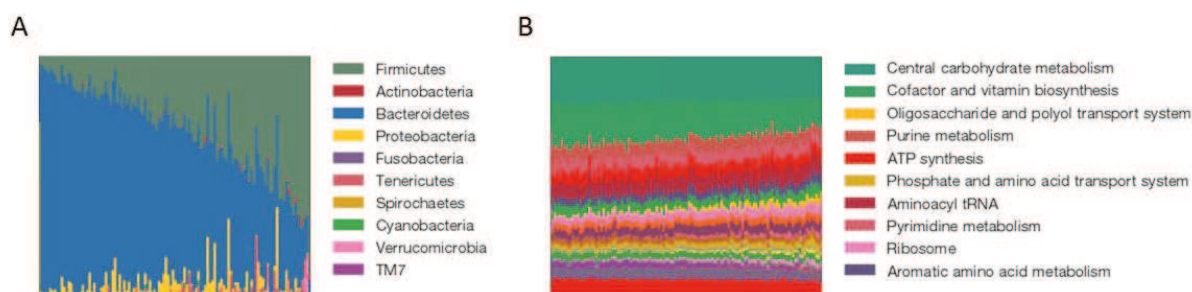 A
Firmicutes
Actinobacteria
Bacteroidetes
Proteobacteria
Fusobacteria
Tenericutes
Spirochaetes
Cyanobacteria
Verrucomicrobia
TM7
B
Central carbohydrate metabolism
Cofactor and vitamin biosynthesis
Oligosaccharide and polyol transport system
Purine metabolism
ATP synthesis
Phosphate and amino acid transport system
Aminoacyl tRNA
Pyrimidine metabolism
Ribosome
Aromatic amino acid metabolism